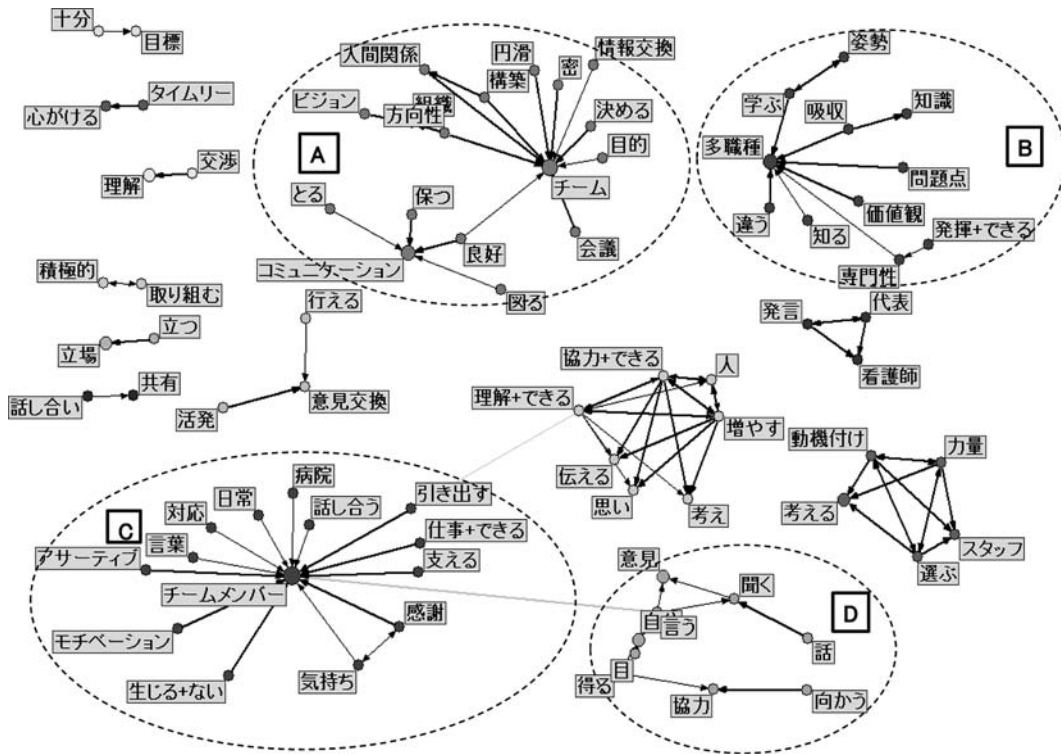 十分
目標
タイムリー
心がける
交渉
理解
積極的
取り組む
立つ
立場
共有
話し合い
行える
意見交換
活発
A
人間関係
円滑
情報交換
構築
密
ビジョン
組織
方向性
決める
目的
チーム
とる
保つ
良好
会議
コミュニケーション
図る
B
姿勢
学ぶ
吸収
知識
多職種
問題点
価値観
違う
知る
発揮+できる
専門性
発言
代表
看護師
協力+できる
人
理解+できる
増やす
伝える
思い
考え
動機付け
力量
考える
スタッフ
選ぶ
C
病院
日常
引き出す
対応
話し合う
仕事+できる
言葉
支える
アサーティブ
チームメンバー
感謝
モチベーション
気持ち
生じる+ない
D
意見
聞く
言う
話
目
得る
協力
向かう